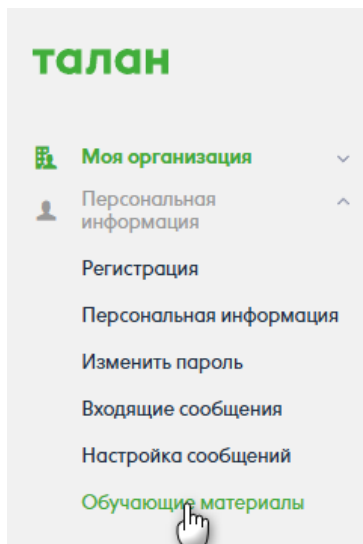 талан
Моя организация
Персональная
информация
Регистрация
Персональная информация
Изменить пароль
Входящие сообщения
Настройка сообщений
Обучающие материалы